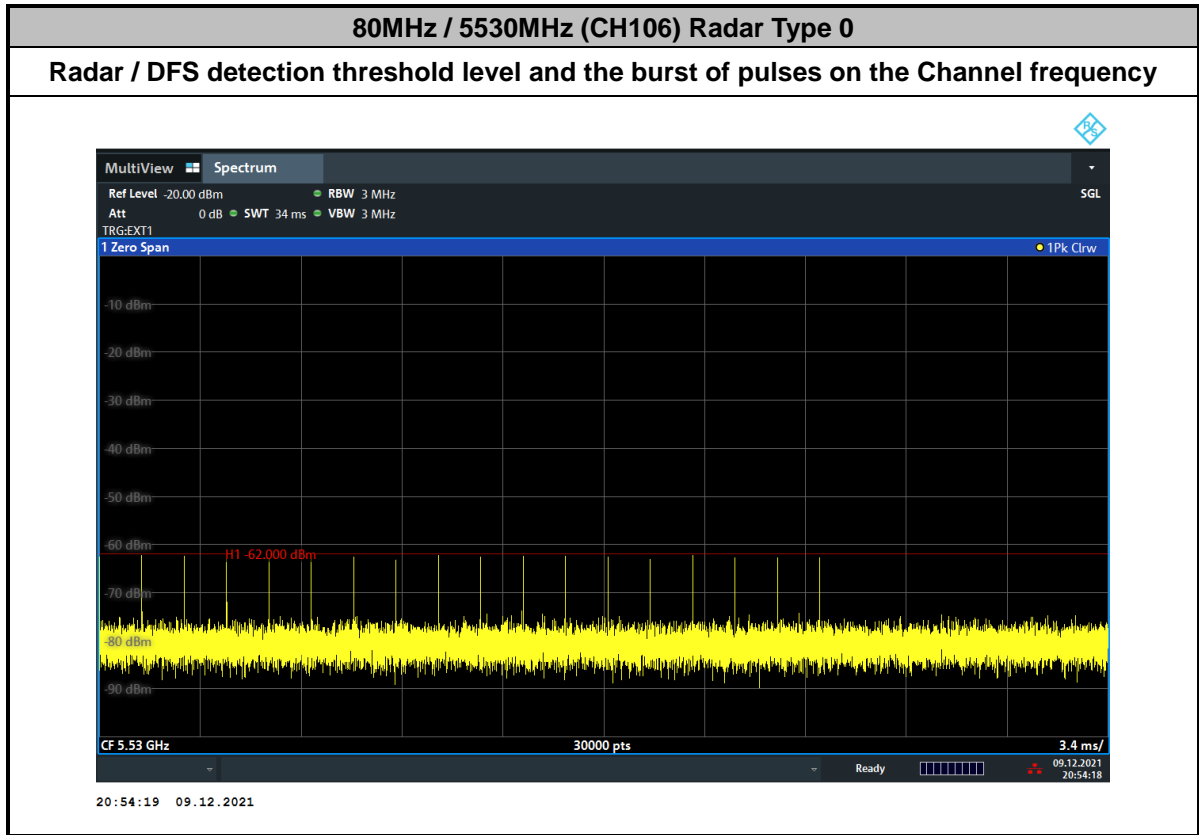 80MHz / 5530MHz (CH106) Radar Type 0
Radar / DFS detection threshold level and the burst of pulses on the Channel frequency
R&S
MultiView Spectrum
Ref Level -20.00 dBm RBW 3 MHz SGL
Att 0 dB SWT 34 ms VBW 3 MHz
TRG:EXT1
1 Zero Span 1Pk Clrw
-10 dBm
-20 dBm
-30 dBm
-40 dBm
-50 dBm
-60 dBm
H1 -62.000 dBm
-70 dBm
-80 dBm
-90 dBm
CF 5.53 GHz 30000 pts 3.4 ms/
Ready 09.12.2021
20:54:18
20:54:19 09.12.2021